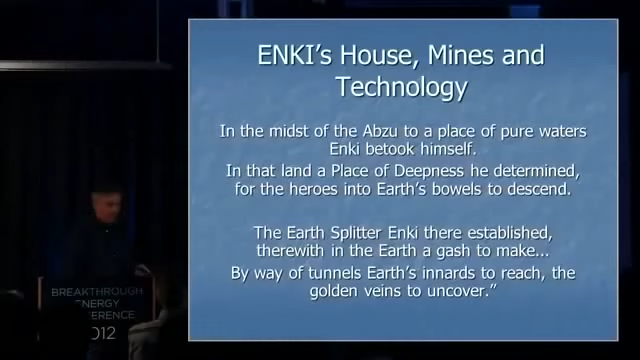 ENKI's House, Mines and
Technology
In the midst of the Abzu to a place of pure waters
Enki betook himself.
In that land a Place of Deepness he determined,
for the heroes into Earth's bowels to descend.
The Earth Splitter Enki there established,
therewith in the Earth a gash to make...
By way of tunnels Earth's innards to reach, the
golden veins to uncover.”
BREAKTHROUGH
ENERGY